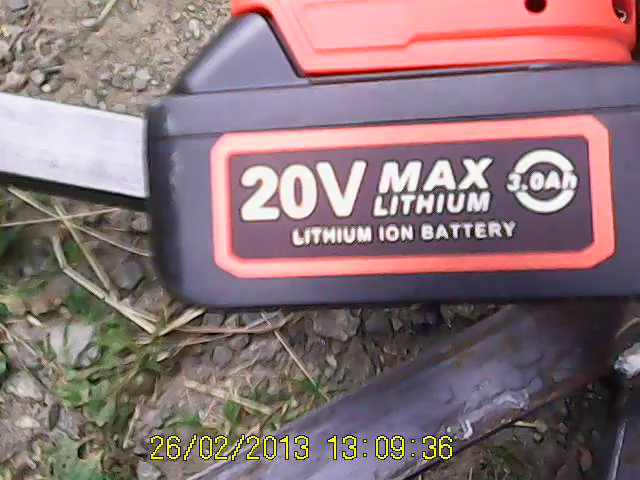 20V MAX 3.0Ah
LITHIUM
LITHIUM ION BATTERY
26/02/2013 13:09:36